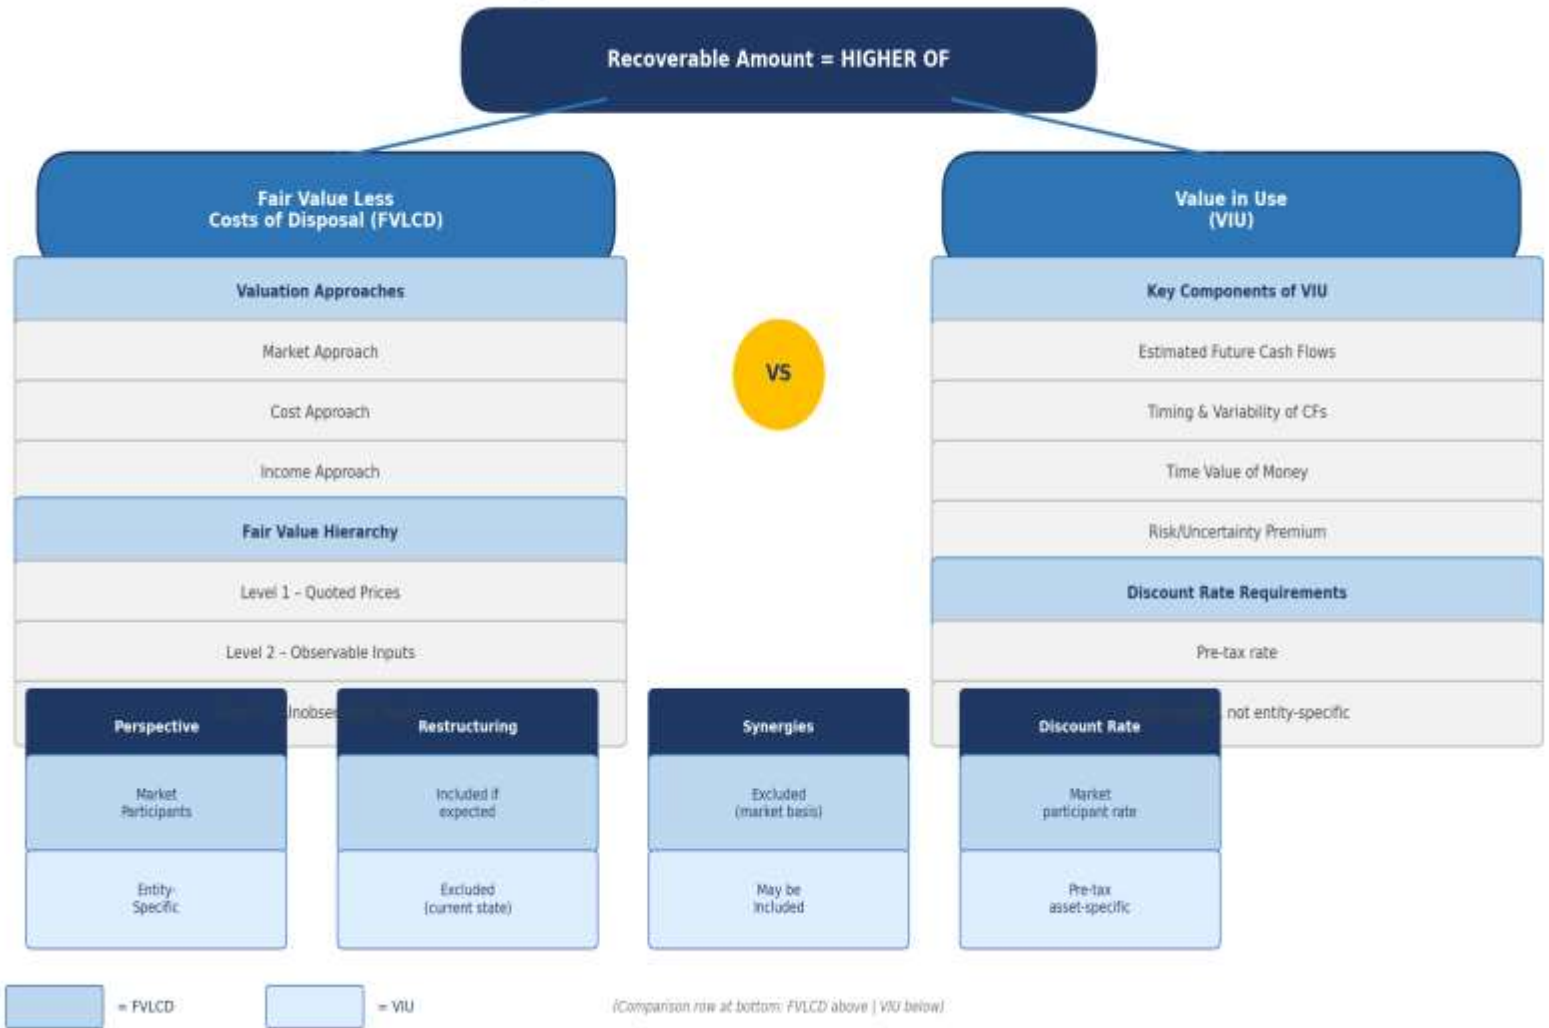 Recoverable Amount = HIGHER OF
Fair Value Less
Costs of Disposal (FVLCD)
Value in Use
(VIU)
Valuation Approaches
Market Approach
Cost Approach
Income Approach
Fair Value Hierarchy
Level 1 – Quoted Prices
Level 2 – Observable Inputs
VS
Key Components of VIU
Estimated Future Cash Flows
Timing & Variability of CFs
Time Value of Money
Risk/Uncertainty Premium
Discount Rate Requirements
Pre-tax rate
not entity-specific
Perspective
Market
Participants
Entity-
Specific
Restructuring
Included if
expected
Excluded
(current state)
Synergies
Excluded
(market basis)
May be
Included
Discount Rate
Market
participant rate
Pre-tax
asset-specific
= FVLCD
= VIU
(Comparison row at bottom: FVLCD above | VIU below)